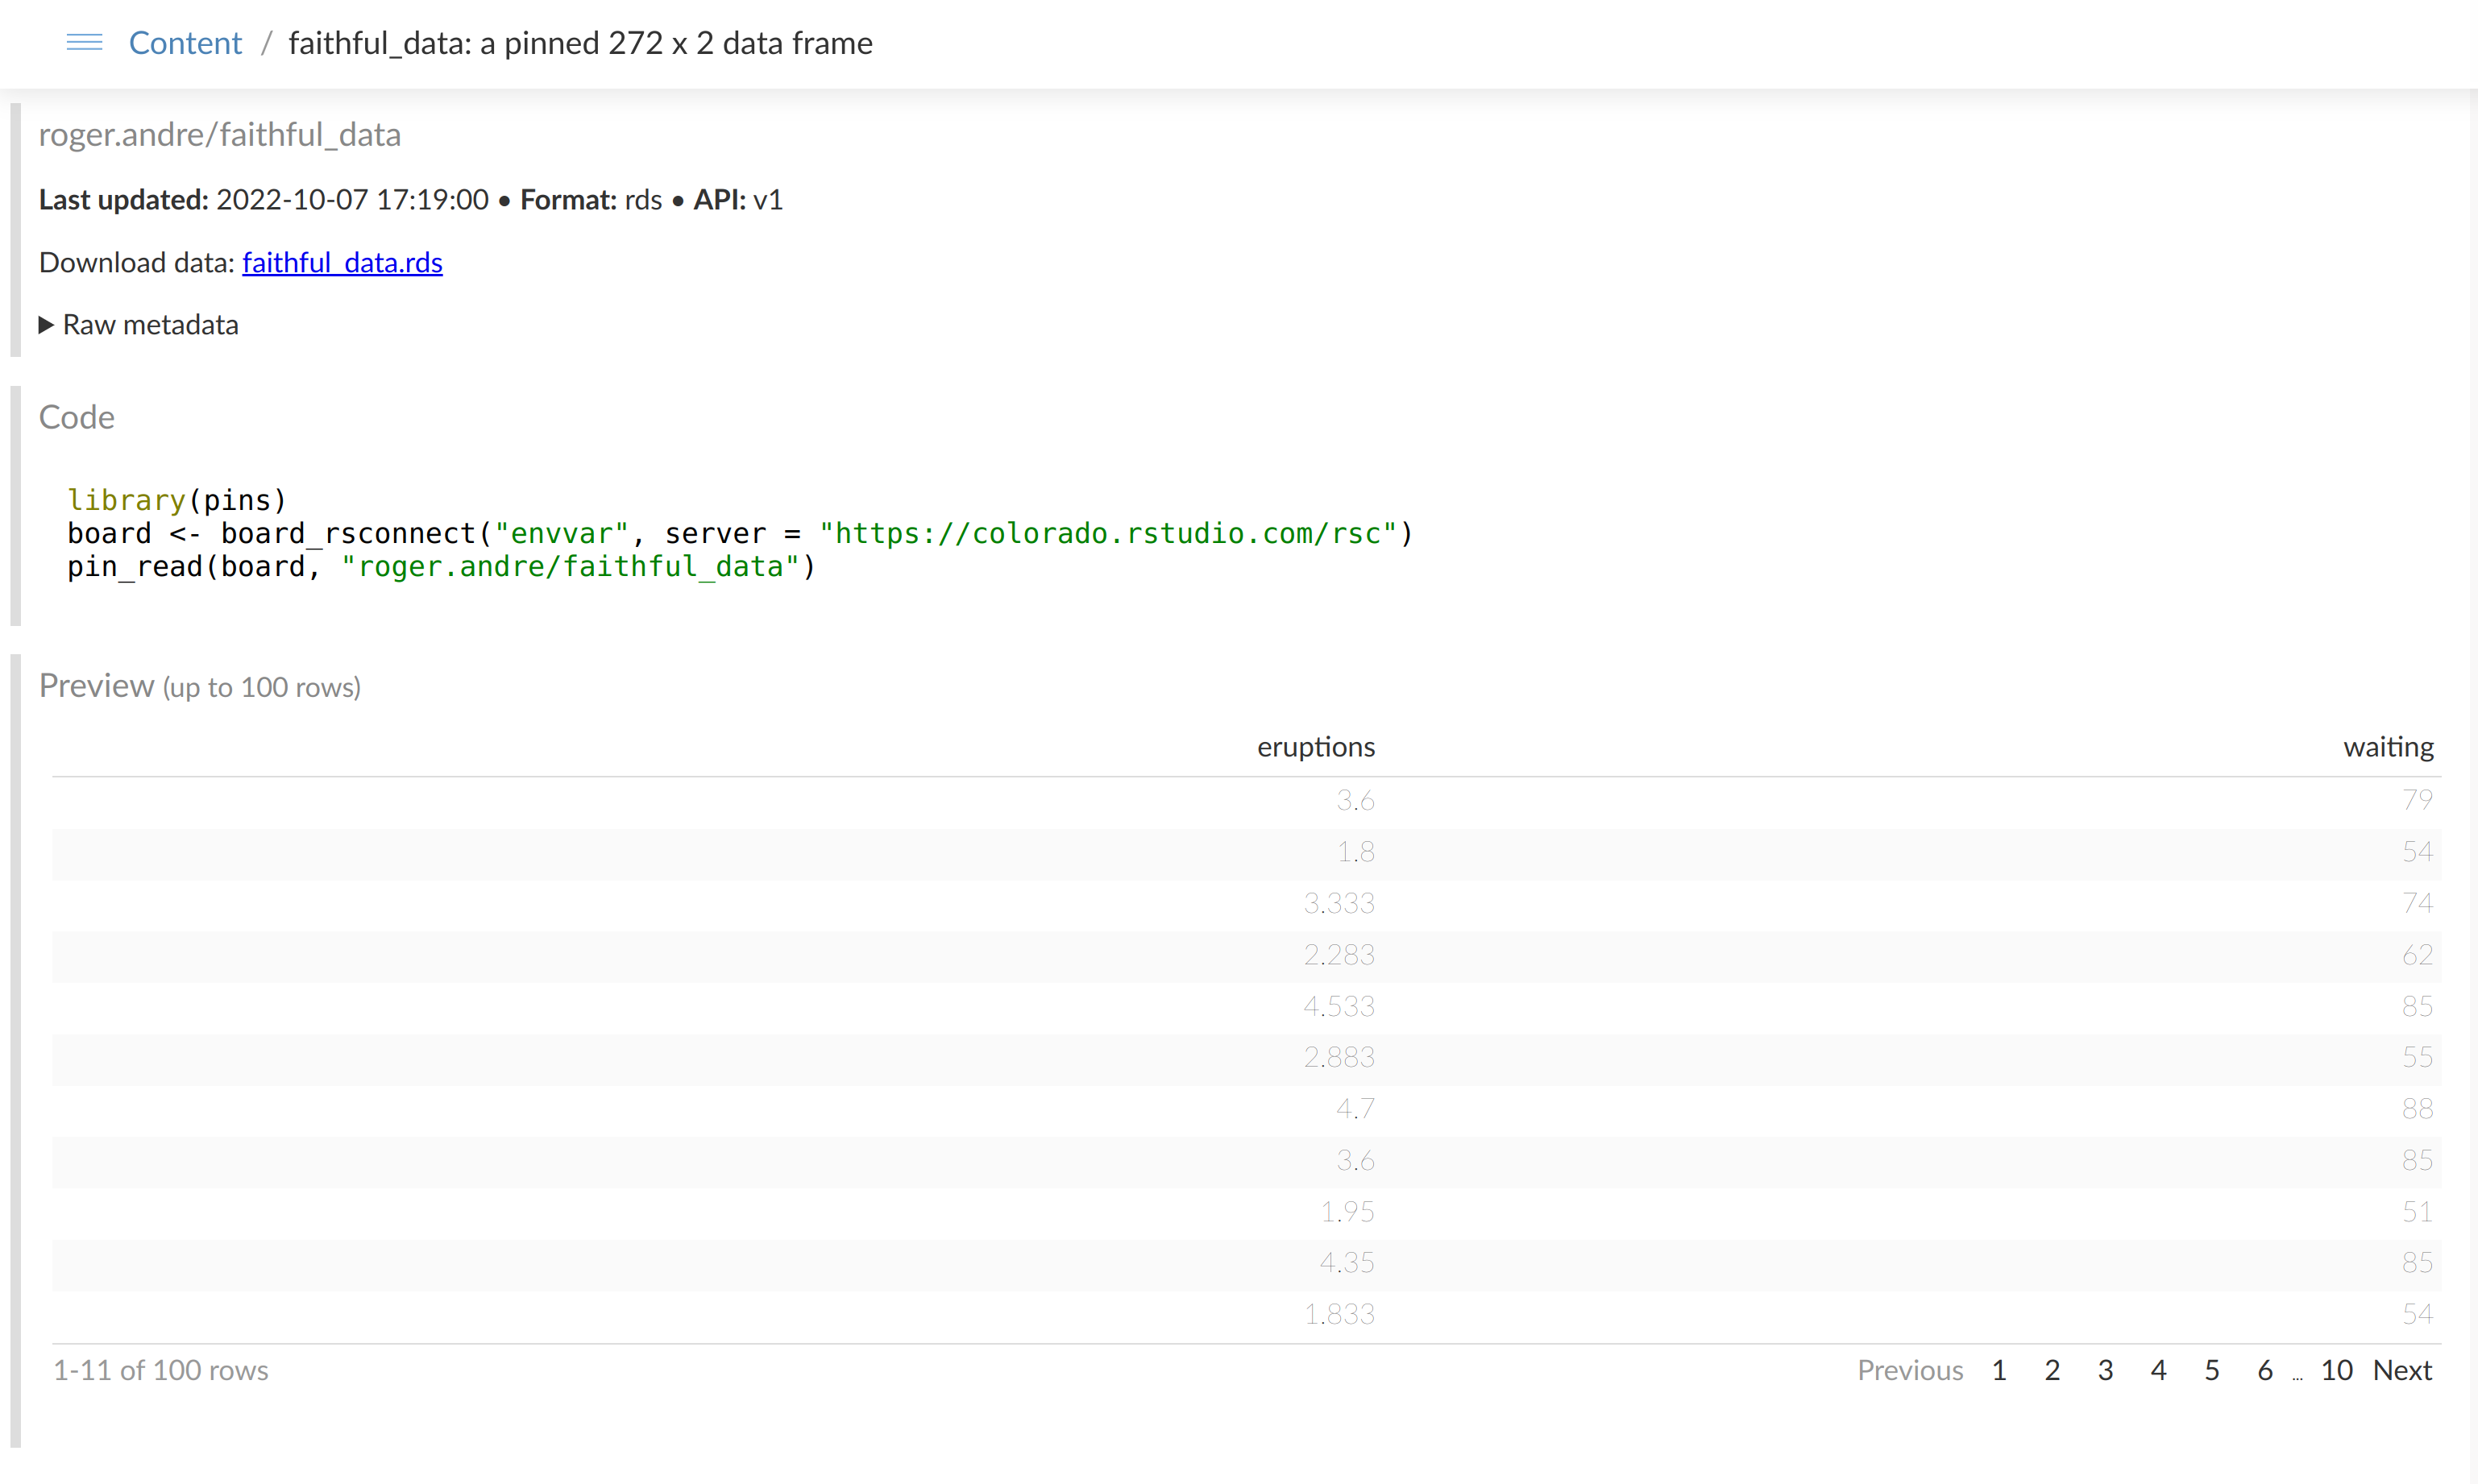 Content / faithful_data: a pinned 272 x 2 data frame
roger.andre/faithful_data
Last updated: 2022-10-07 17:19:00 • Format: rds • API: v1
Download data: faithful_data.rds
▶ Raw metadata
Code
library(pins)
board <- board_rsconnect("envvar", server = "https://colorado.rstudio.com/rsc")
pin_read(board, "roger.andre/faithful_data")
Preview (up to 100 rows)
eruptions waiting
3.6 79
1.8 54
3.333 74
2.283 62
4.533 85
2.883 55
4.7 88
3.6 85
1.95 51
4.35 85
1.833 54
1-11 of 100 rows Previous 1 2 3 4 5 6 ... 10 Next